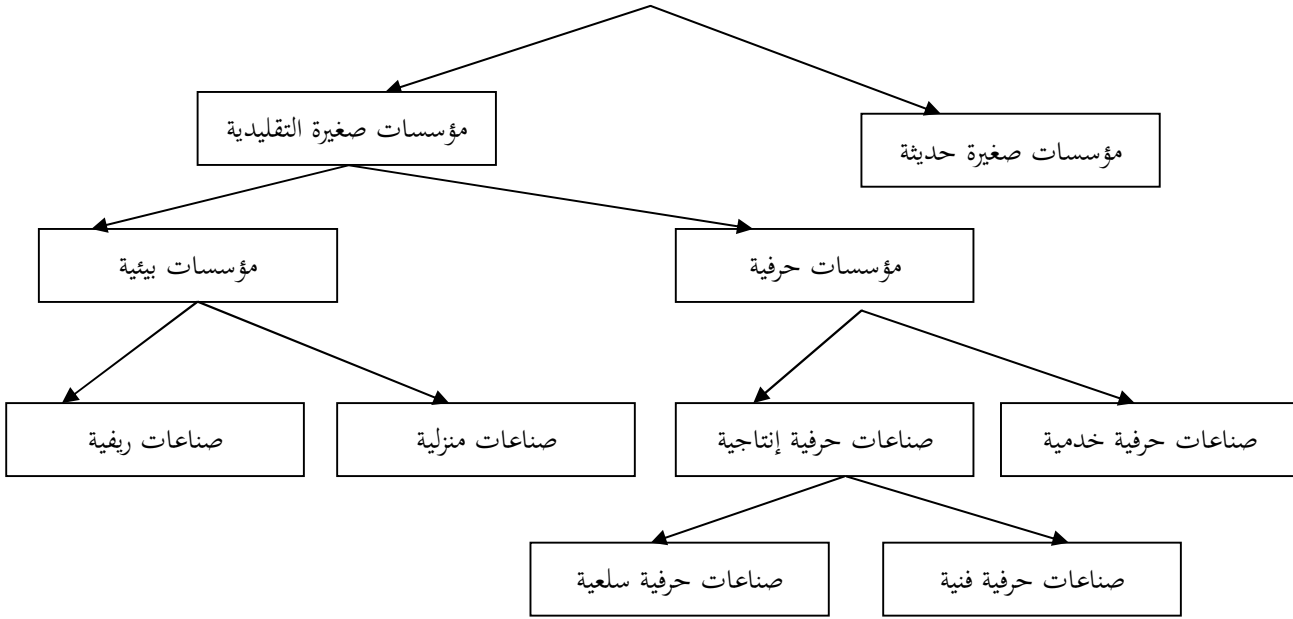 مؤسسات صغيرة حديثة
مؤسسات صغيرة التقليدية
مؤسسات حرفية
مؤسسات بيئية
صناعات حرفية خدمية
صناعات حرفية إنتاجية
صناعات منزلية
صناعات ريفية
صناعات حرفية فنية
صناعات حرفية سلعية